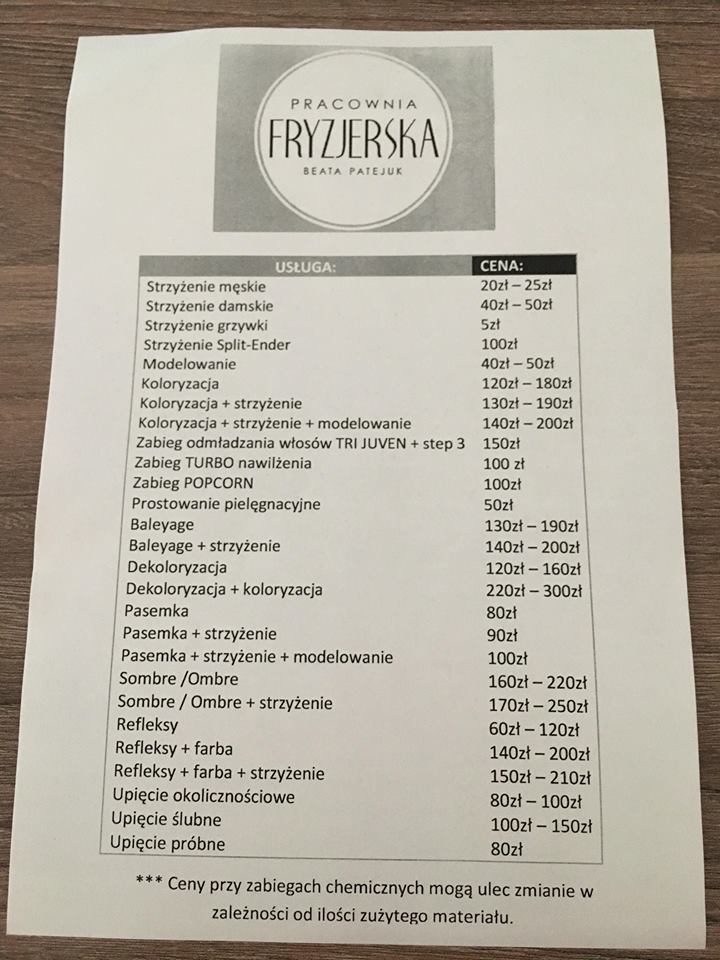 PRACOWNIA
FRYZJERSKA
BEATA PATEJUK
USŁUGA: CENA:
Strzyżenie męskie 20zł – 25zł
Strzyżenie damskie 40zł – 50zł
Strzyżenie grzywki 5zł
Strzyżenie Split-Ender 100zł
Modelowanie 40zł – 50zł
Koloryzacja 120zł – 180zł
Koloryzacja + strzyżenie 130zł – 190zł
Koloryzacja + strzyżenie + modelowanie 140zł – 200zł
Zabieg odmładzania włosów TRI JUVEN + step 3 150zł
Zabieg TURBO nawilżenia 100 zł
Zabieg POPCORN 100zł
Prostowanie pielęgnacyjne 50zł
Baleyage 130zł – 190zł
Baleyage + strzyżenie 140zł – 200zł
Dekoloryzacja 120zł – 160zł
Dekoloryzacja + koloryzacja 220zł – 300zł
Pasemka 80zł
Pasemka + strzyżenie 90zł
Pasemka + strzyżenie + modelowanie 100zł
Sombre /Ombre 160zł – 220zł
Sombre / Ombre + strzyżenie 170zł – 250zł
Refleksy 60zł – 120zł
Refleksy + farba 140zł – 200zł
Refleksy + farba + strzyżenie 150zł – 210zł
Upięcie okolicznościowe 80zł – 100zł
Upięcie ślubne 100zł – 150zł
Upięcie próbne 80zł
*** Ceny przy zabiegach chemicznych mogą ulec zmianie w
zależności od ilości zużytego materiału.